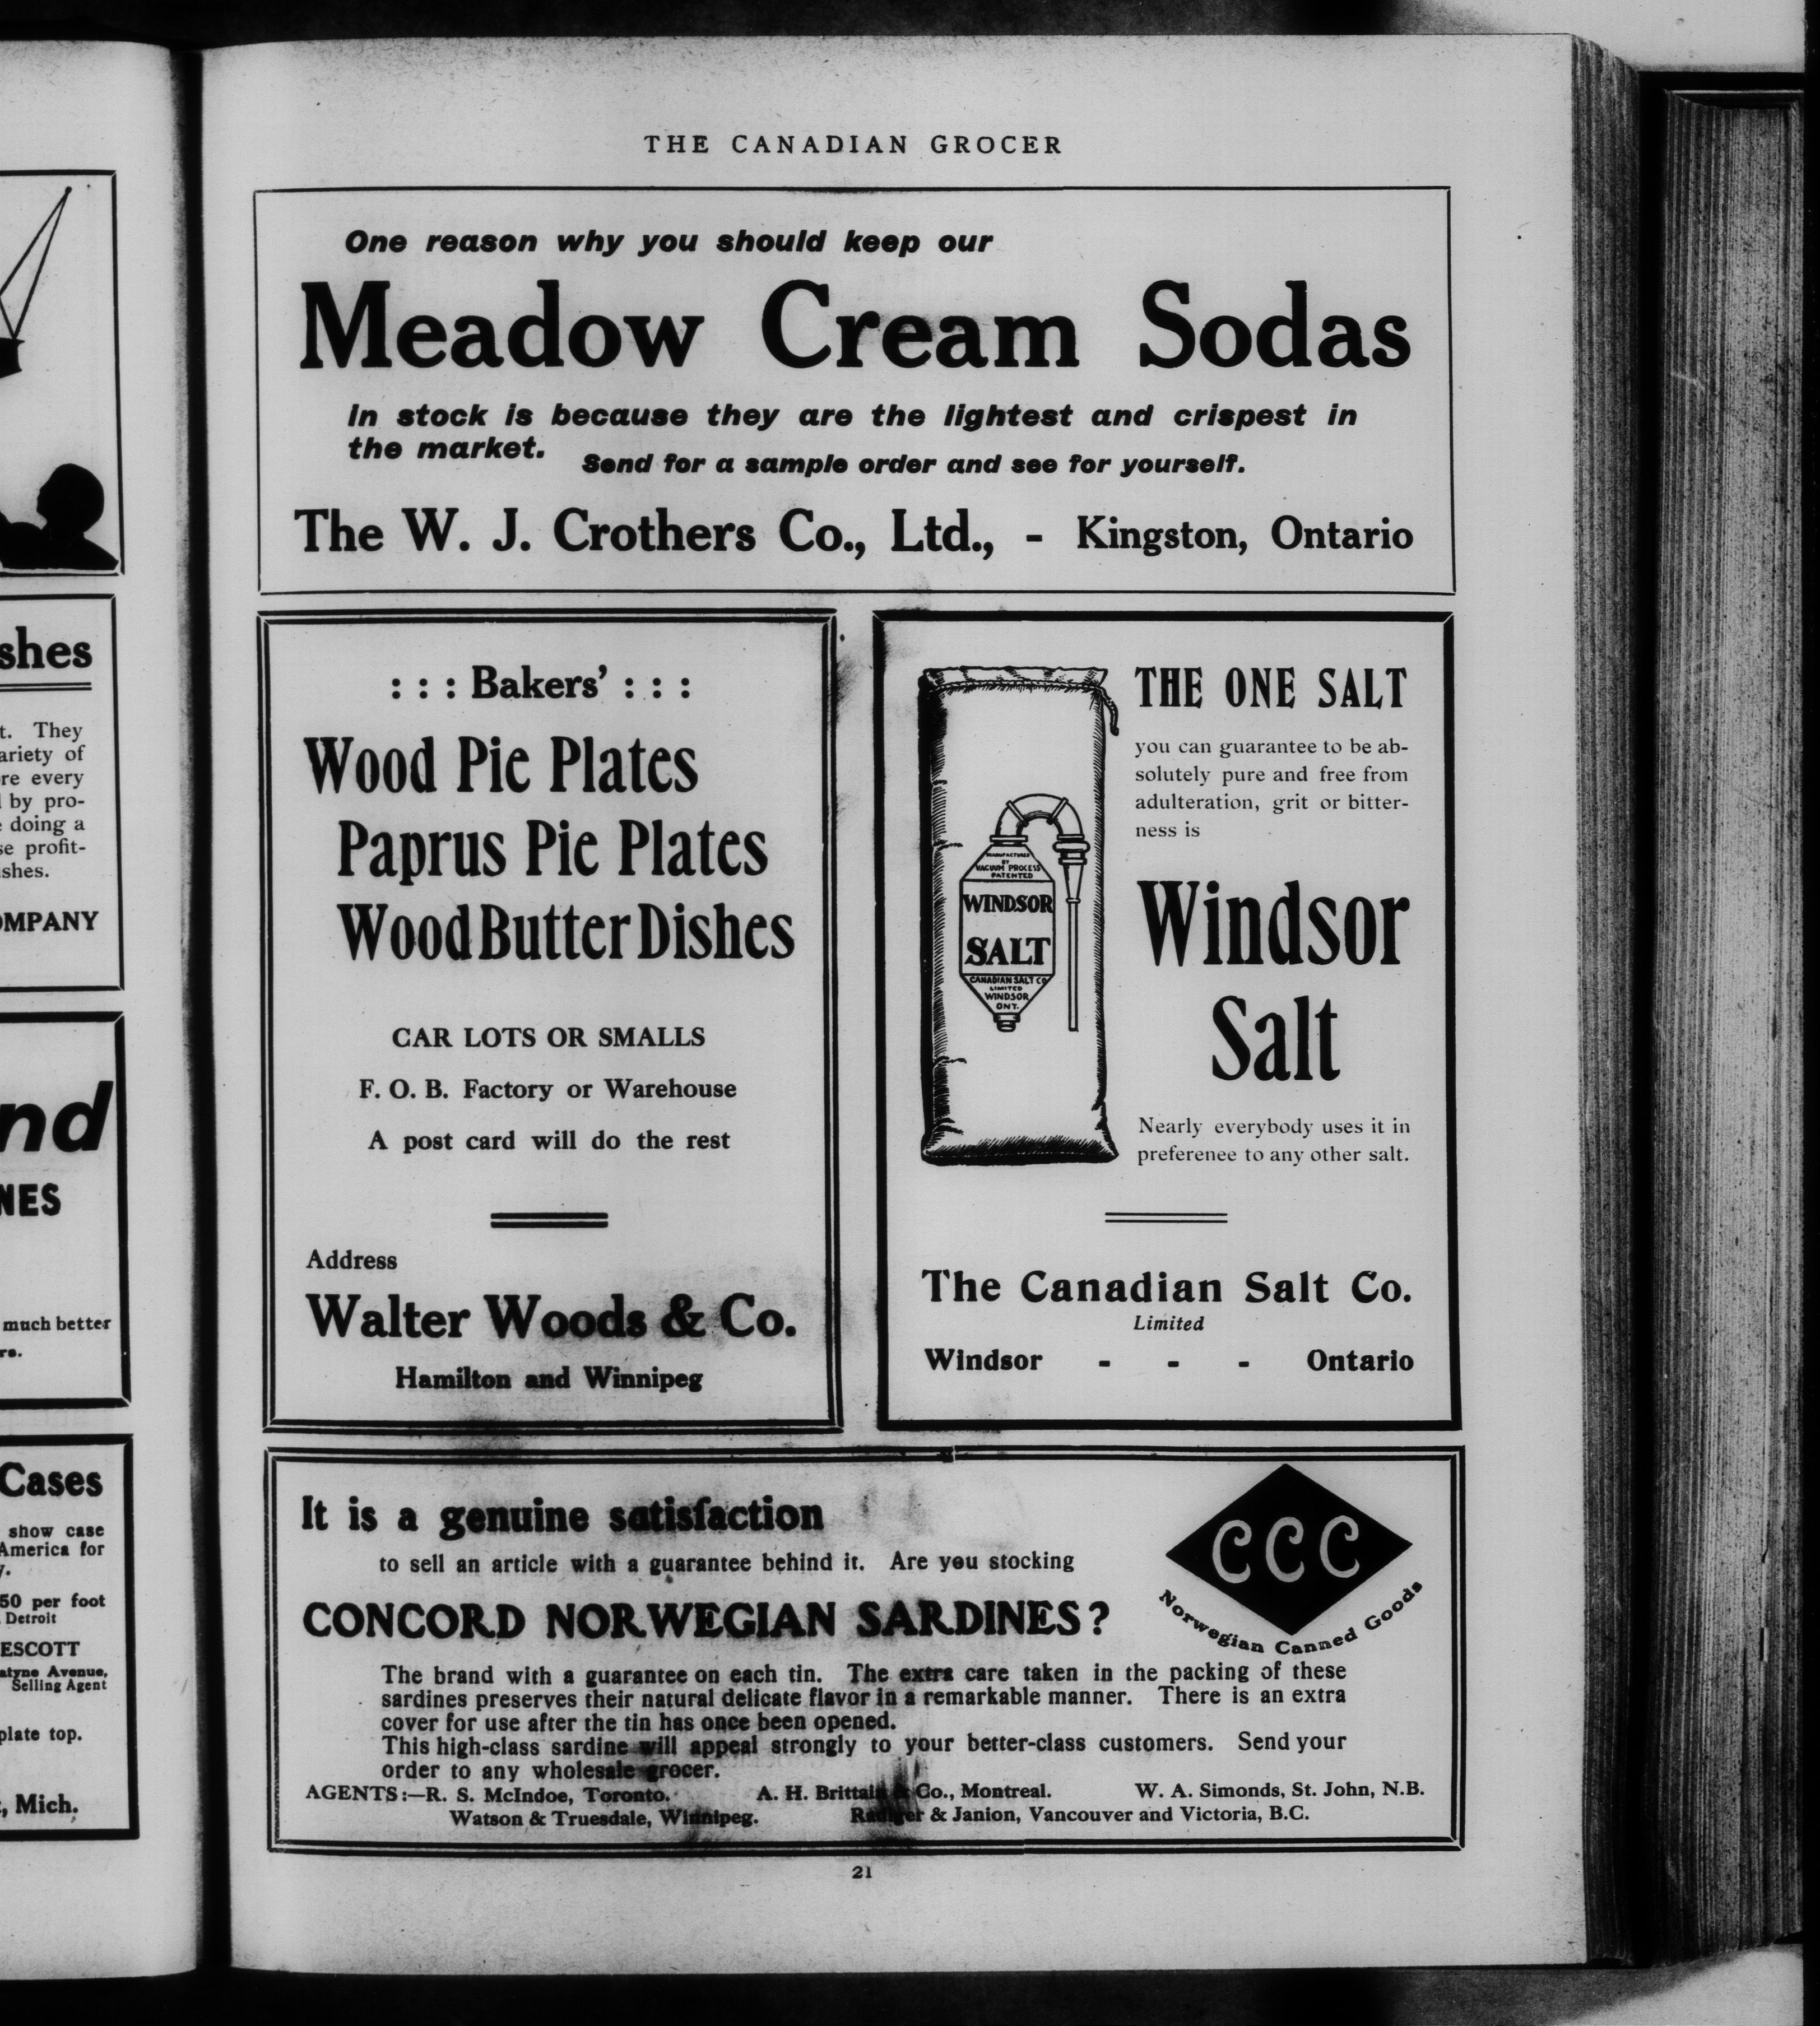 shes
t. They
ariety of
re every
by pro-
doing a
se profit-
shes.
OMPANY
nd
NES
much better
rs.
Cases
show case
America for
y.
50 per foot
Detroit
ESCOTT
atyne Avenue,
Selling Agent
plate top.
, Mich.
THE CANADIAN GROCER
One reason why you should keep our
Meadow Cream Sodas
In stock is because they are the lightest and crispest in
the market. Send for a sample order and see for yourself.
The W. J. Crothers Co., Ltd., - Kingston, Ontario
: : : Bakers' : : :
Wood Pie Plates
Paprus Pie Plates
Wood Butter Dishes
CAR LOTS OR SMALLS
F. O. B. Factory or Warehouse
A post card will do the rest
Address
Walter Woods & Co.
Hamilton and Winnipeg
MANUFACTURED
BY
VACUUM PROCESS
PATENTED
WINDSOR
SALT
CANADIAN SALT CO
LIMITED
WINDSOR
ONT.
THE ONE SALT
you can guarantee to be ab-
solutely pure and free from
adulteration, grit or bitter-
ness is
Windsor
Salt
Nearly everybody uses it in
preferenee to any other salt.
The Canadian Salt Co.
Limited
Windsor - - - Ontario
It is a genuine satisfaction
to sell an article with a guarantee behind it. Are you stocking
CONCORD NORWEGIAN SARDINES?
CCC
Norwegian Canned Goods
The brand with a guarantee on each tin. The extra care taken in the packing of these
sardines preserves their natural delicate flavor in a remarkable manner. There is an extra
cover for use after the tin has once been opened.
This high-class sardine will appeal strongly to your better-class customers. Send your
order to any wholesale grocer.
AGENTS:—R. S. McIndoe, Toronto. A. H. Brittain & Co., Montreal. W. A. Simonds, St. John, N.B.
Watson & Truesdale, Winnipeg. & Janion, Vancouver and Victoria, B.C.
21